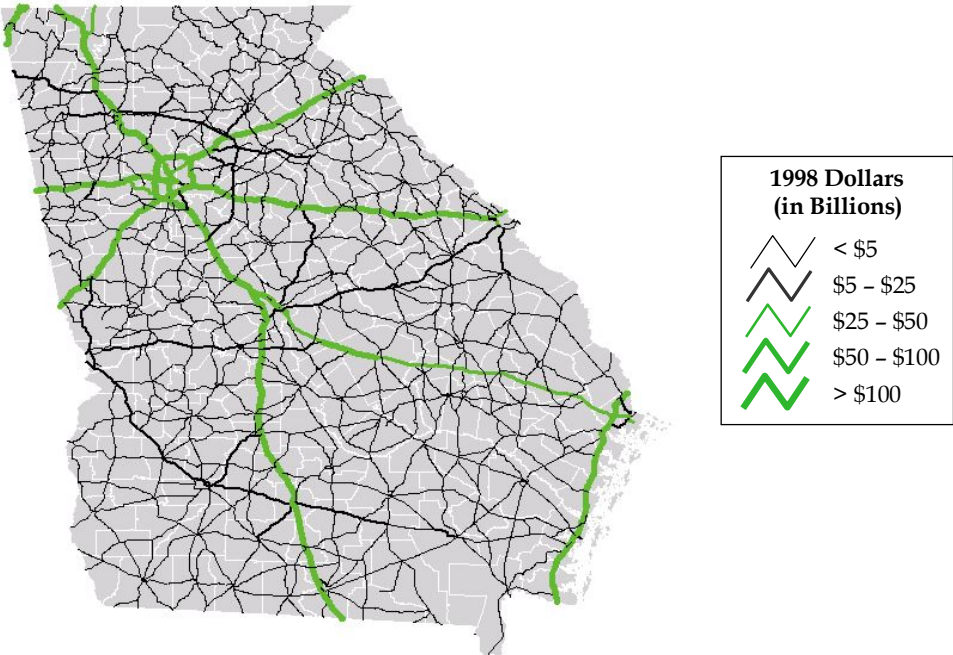 1998 Dollars
(in Billions)
< $5
$5 – $25
$25 – $50
$50 – $100
> $100